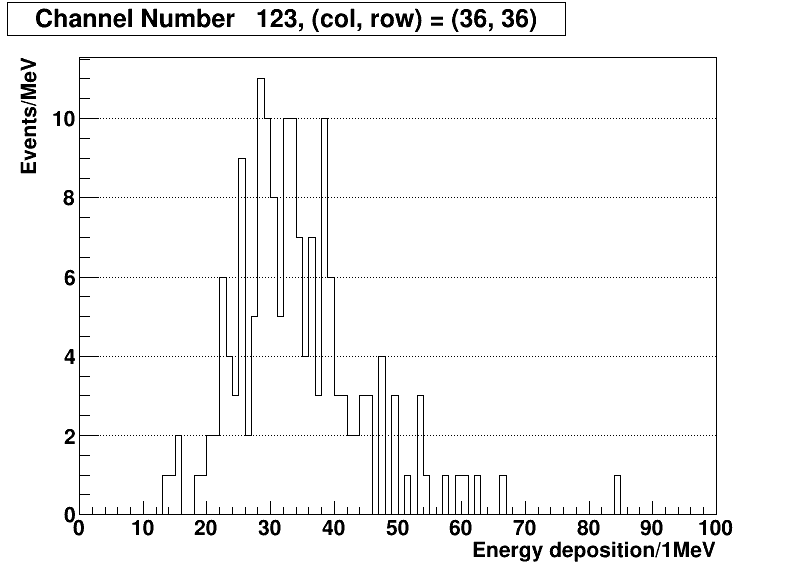 Channel Number 123, (col, row) = (36, 36)
Events/MeV
10
8
6
4
2
0
0 10 20 30 40 50 60 70 80 90 100
Energy deposition/1MeV